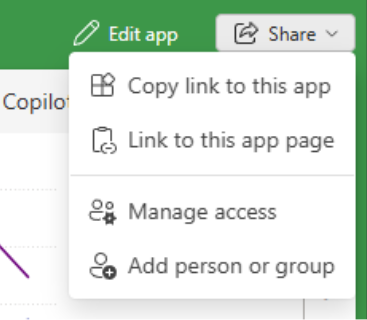 Edit app
Share
Copilot
Copy link to this app
Link to this app page
Manage access
Add person or group